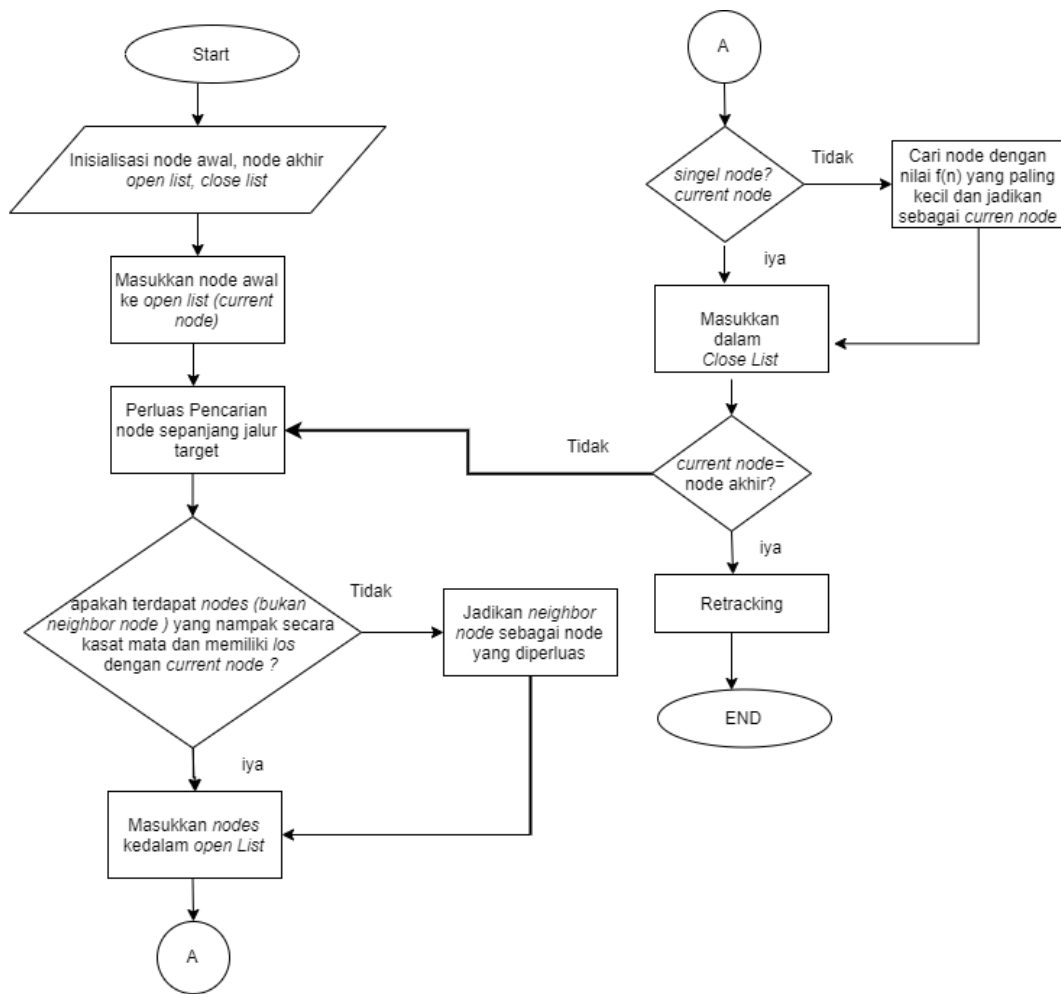 Start
Inisialisasi node awal, node akhir
open list, close list
Masukkan node awal
ke open list (current
node)
Perluas Pencarian
node sepanjang jalur
target
apakah terdapat nodes (bukan
neighbor node ) yang nampak secara
kasat mata dan memiliki los
dengan current node ?
Tidak
Jadikan neighbor
node sebagai node
yang diperluas
iya
Masukkan nodes
kedalam open List
A
A
singel node?
current node
Tidak
Cari node dengan
nilai f(n) yang paling
kecil dan jadikan
sebagai curren node
iya
Masukkan
dalam
Close List
Tidak
current node=
node akhir?
iya
Retracking
END